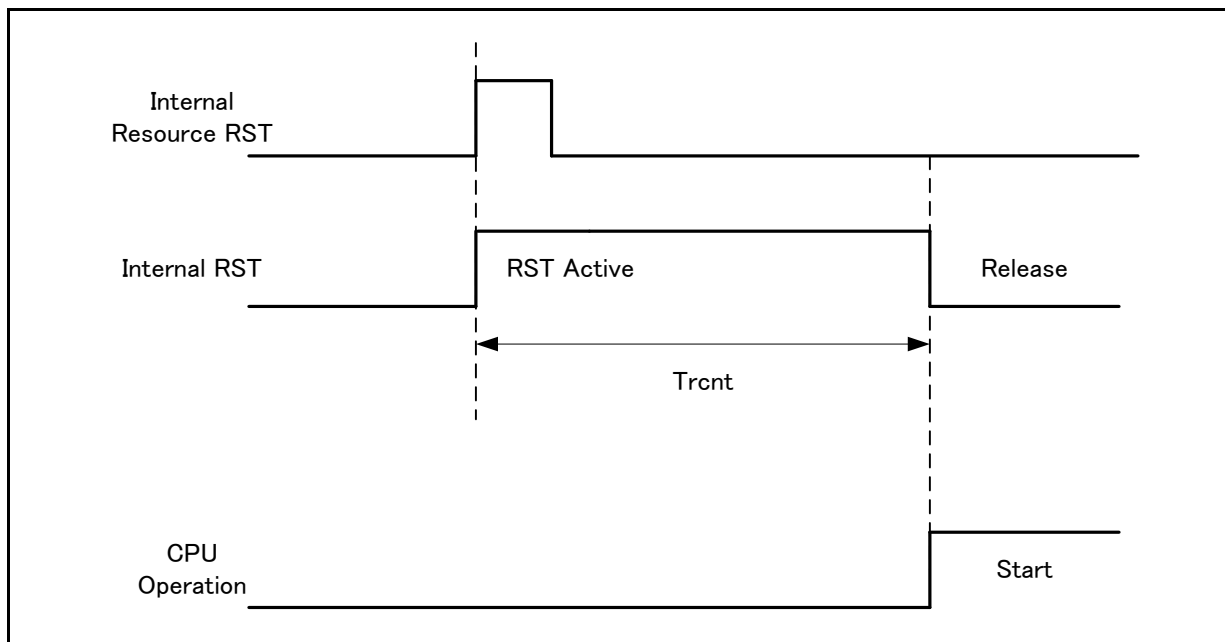 Internal
Resource RST
Internal RST
RST Active
Release
Trcnt
CPU
Operation
Start